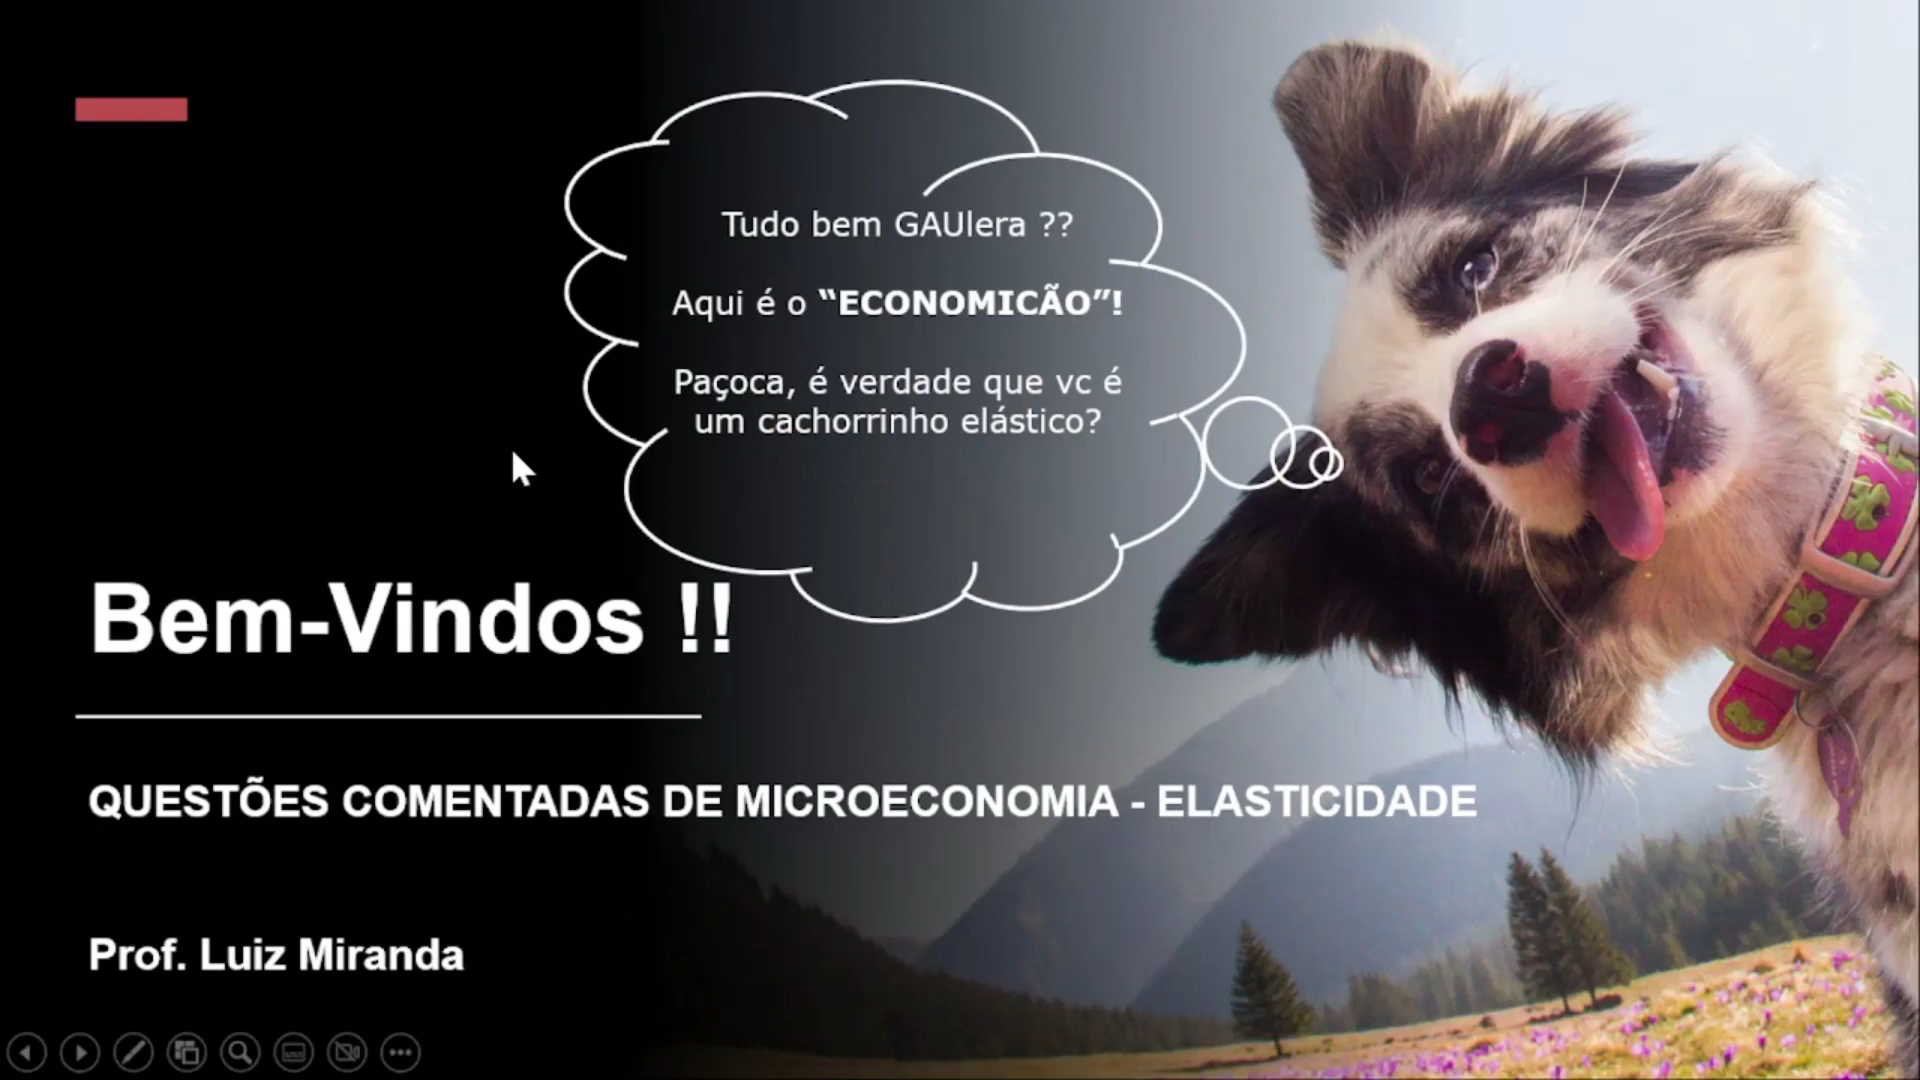 Tudo bem GAUlera ??
Aqui é o “ECONOMICÃO”!
Paçoca, é verdade que vc é
um cachorrinho elástico?
Bem-Vindos !!
QUESTÕES COMENTADAS DE MICROECONOMIA - ELASTICIDADE
Prof. Luiz Miranda